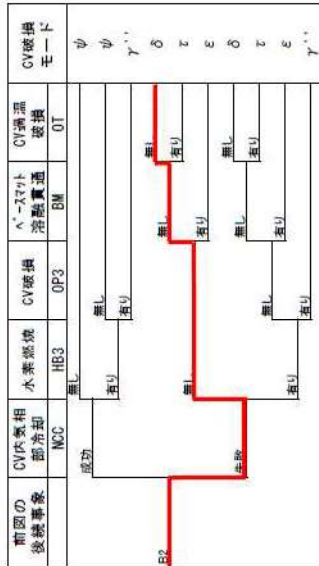 前図の
後続事象
CV内気相
部冷却
NCC
水素燃焼
HB3
CV破損
OP3
ベースマット
溶融貫通
BM
CV過温
破損
OT
CV破損
モード
B2
成功
失敗
無し
有り
無し
有り
無し
有り
無し
有り
無し
有り
無し
有り
ψ
ψ
γ''
δ
τ
ε
δ
τ
ε
γ''